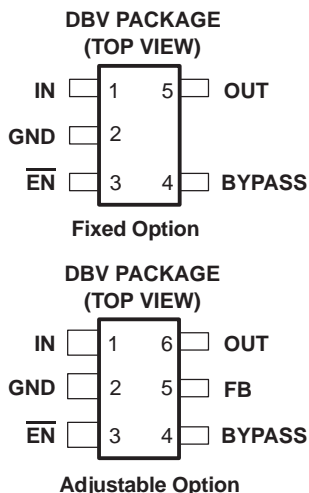 DBV PACKAGE
(TOP VIEW)
IN 1 5 OUT
GND 2
EN 3 4 BYPASS
Fixed Option
DBV PACKAGE
(TOP VIEW)
IN 1 6 OUT
GND 2 5 FB
EN 3 4 BYPASS
Adjustable Option